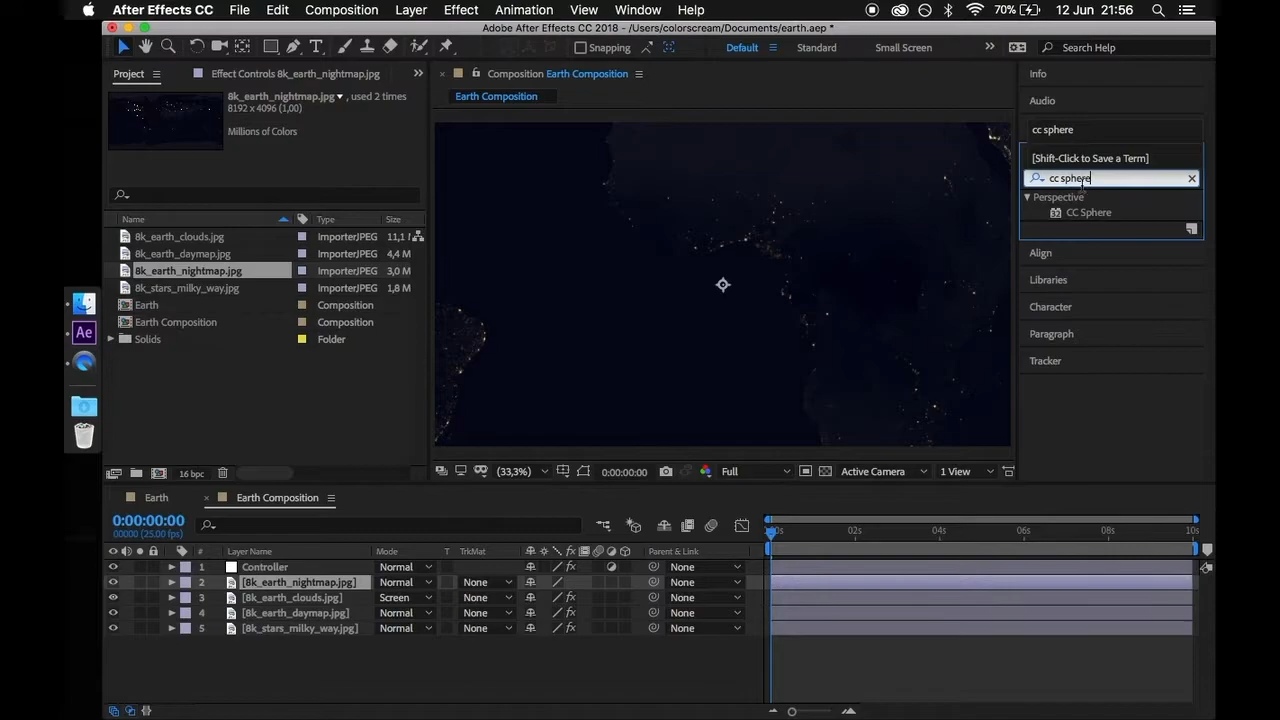 After Effects CC File Edit Composition Layer Effect Animation View Window Help 70% 12 Jun 21:56
Adobe After Effects CC 2018 - /Users/colorscream/Documents/earth.aep *
Snapping Default Standard Small Screen Search Help
Project Effect Controls 8k_earth_nightmap.jpg
8k_earth_nightmap.jpg , used 2 times
8192 x 4096 (1,00)
Millions of Colors
Name Type Size
8k_earth_clouds.jpg ImporterJPEG 11,1
8k_earth_daymap.jpg ImporterJPEG 4,4 M
8k_earth_nightmap.jpg ImporterJPEG 3,0 M
8k_stars_milky_way.jpg ImporterJPEG 1,8 M
Earth Composition
Earth Composition Composition
Solids Folder
16 bpc
Composition Earth Composition
Earth Composition
(33,3%) 0:00:00:00 Full Active Camera 1 View
Info
Audio
cc sphere
[Shift-Click to Save a Term]
cc sphere
Perspective
CC Sphere
Align
Libraries
Character
Paragraph
Tracker
Earth Earth Composition
0:00:00:00
00000 (25.00 fps)
02s 04s 06s 08s 10s
# Layer Name Mode T TrkMat Parent & Link
1 Controller Normal None
2 [8k_earth_nightmap.jpg] Normal None None
3 [8k_earth_clouds.jpg] Screen None None
4 [8k_earth_daymap.jpg] Normal None None
5 [8k_stars_milky_way.jpg] Normal None None
Ae